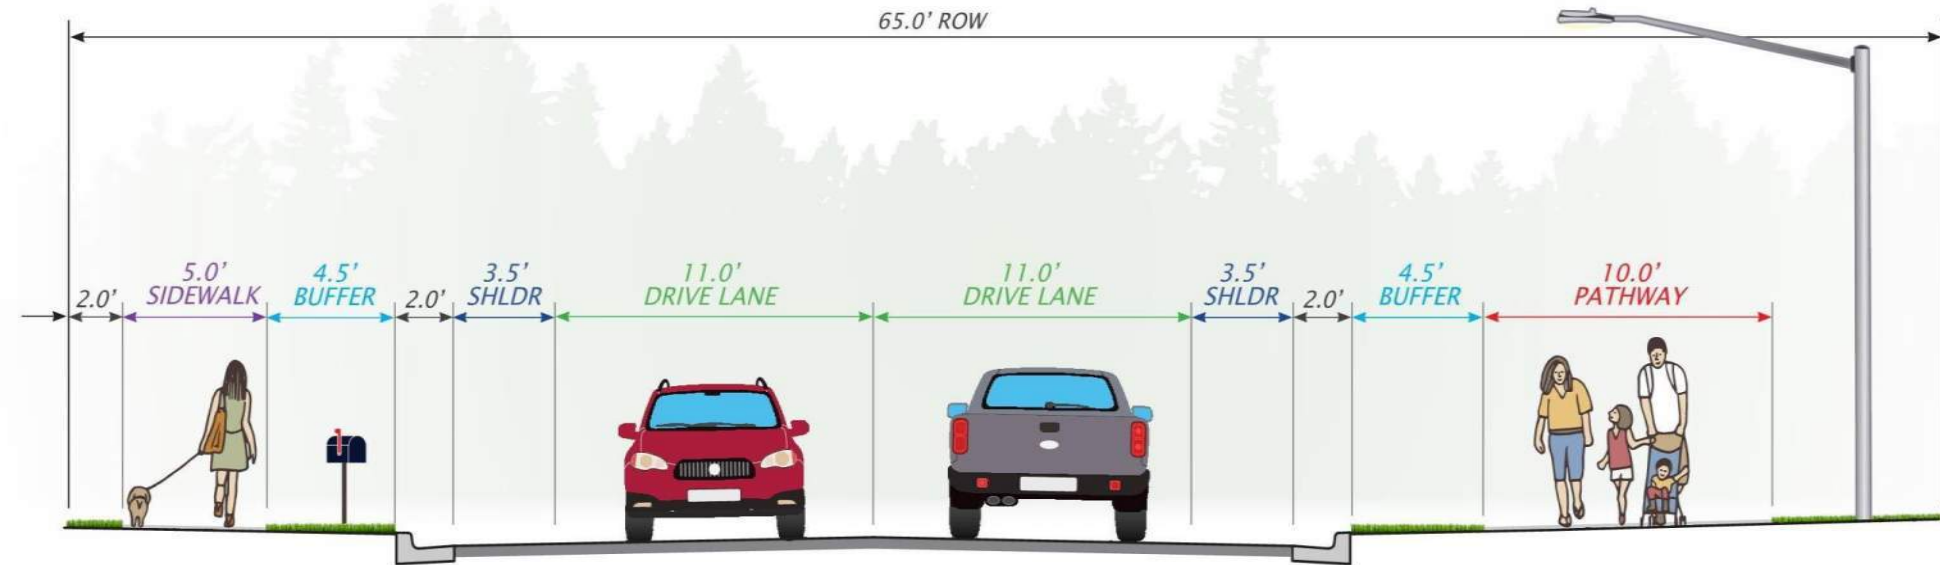 65.0' ROW
2.0'
5.0'
SIDEWALK
4.5'
BUFFER
2.0'
3.5'
SHLDR
11.0'
DRIVE LANE
11.0'
DRIVE LANE
3.5'
SHLDR
2.0'
4.5'
BUFFER
10.0'
PATHWAY